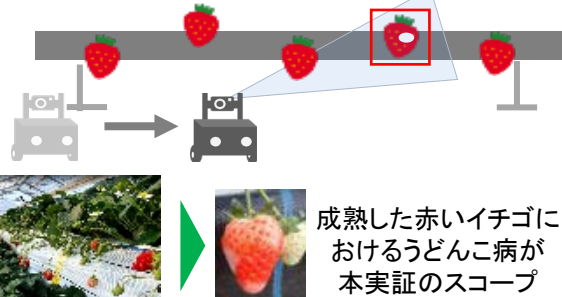 成熟した赤いイチゴに
おけるうどんこ病が
本実証のスコープ